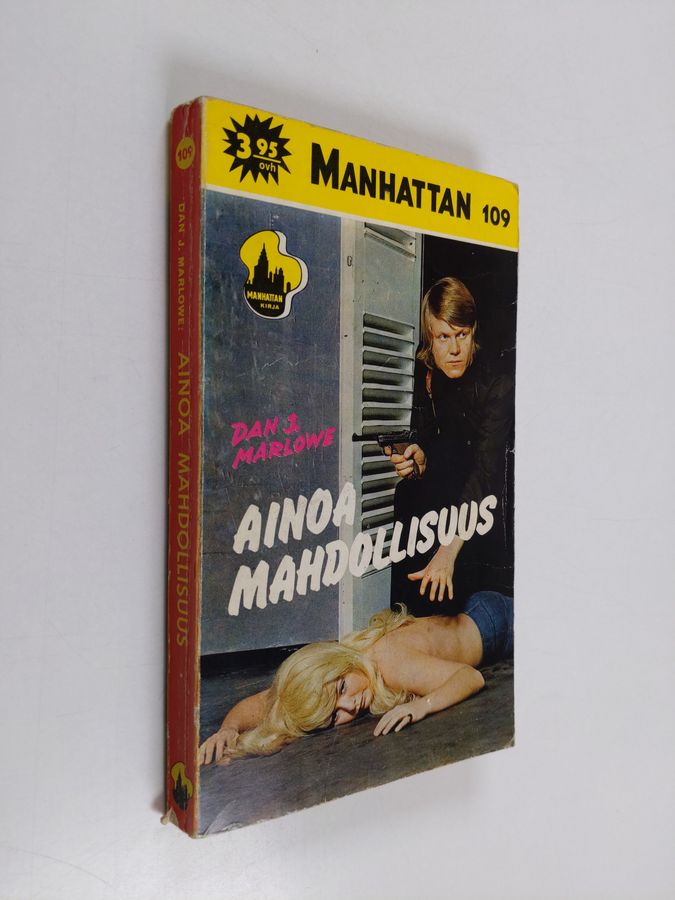 3 95
ovh
MANHATTAN 109
MANHATTAN
KIRJA
DAN J.
MARLOWE
AINOA
MAHDOLLISUUS
109
DAN J. MARLOWE: AINOA MAHDOLLISUUS